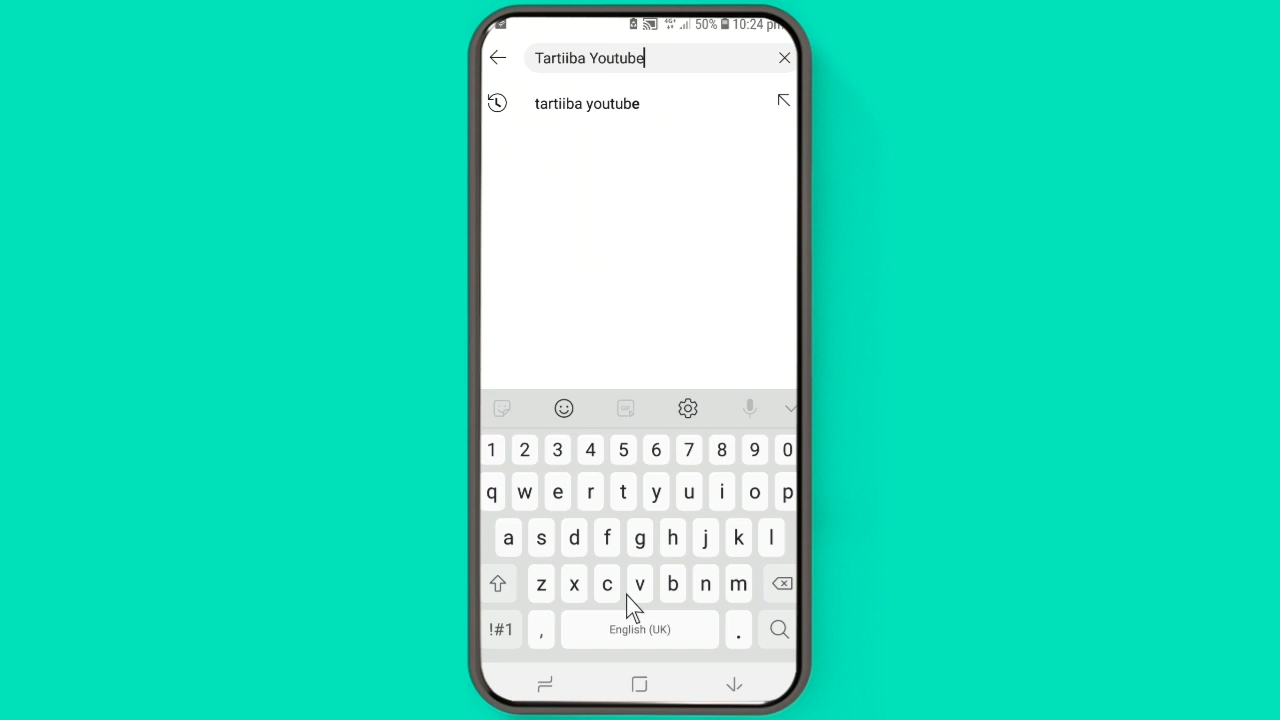 50% 10:24 pm
Tartiiba Youtube
tartiiba youtube
1 2 3 4 5 6 7 8 9 0
q w e r t y u i o p
a s d f g h j k l
z x c v b n m
!#1 , English (UK) .